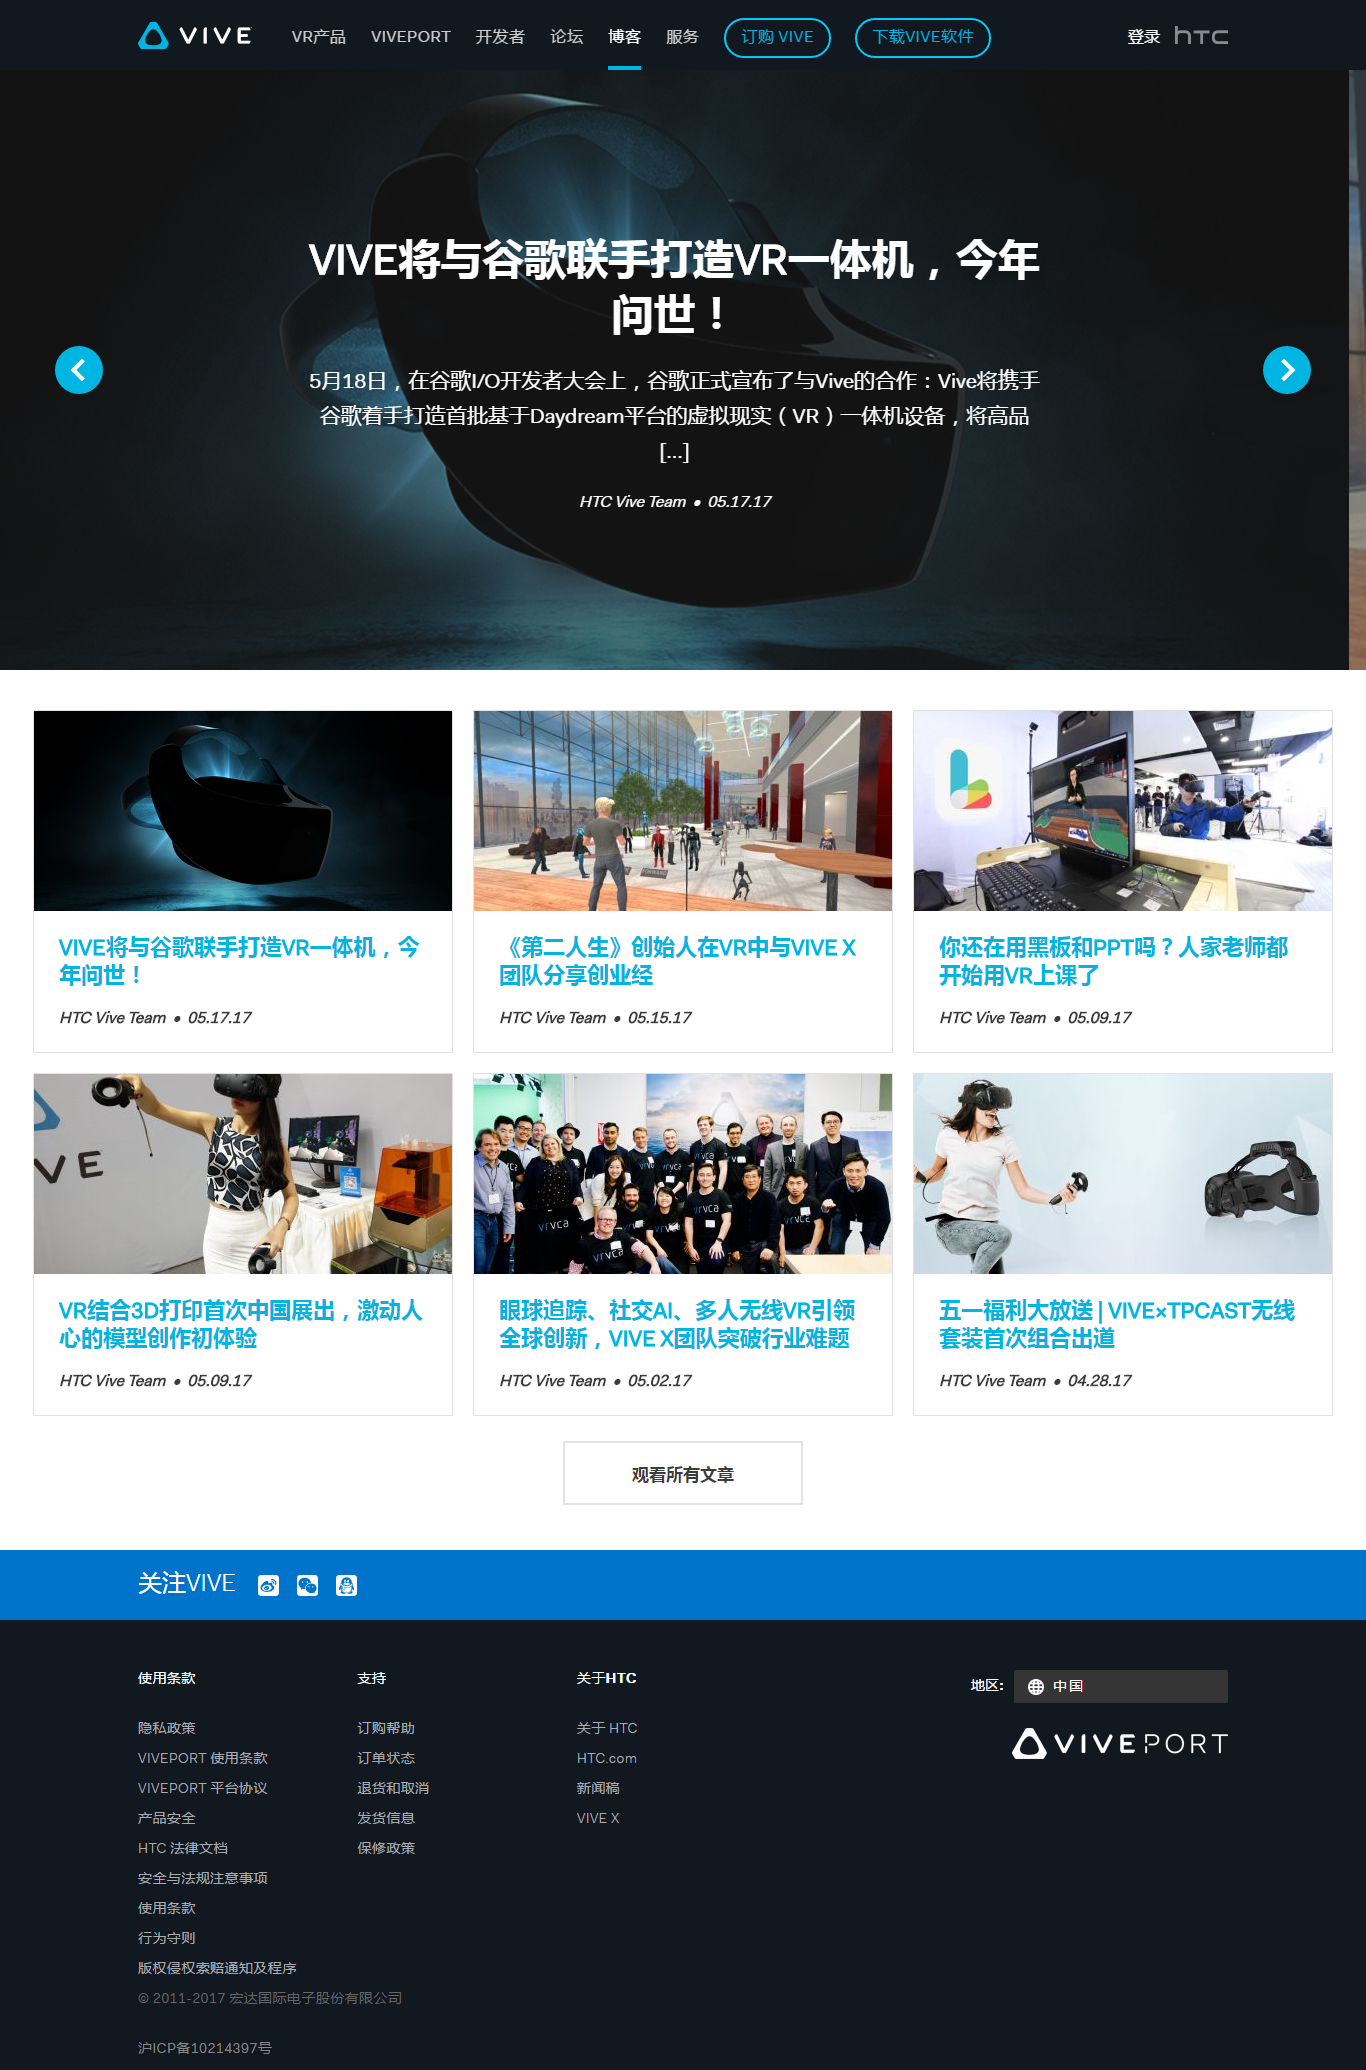 VIVE VR产品 VIVEPORT 开发者 论坛 博客 服务 订购 VIVE 下载VIVE软件 登录 hTC
VIVE将与谷歌联手打造VR一体机，今年
问世！
5月18日，在谷歌I/O开发者大会上，谷歌正式宣布了与Vive的合作：Vive将携手
谷歌着手打造首批基于Daydream平台的虚拟现实（VR）一体机设备，将高品
[...]
HTC Vive Team ● 05.17.17
VIVE将与谷歌联手打造VR一体机，今
年问世！
HTC Vive Team ● 05.17.17
《第二人生》创始人在VR中与VIVE X
团队分享创业经
HTC Vive Team ● 05.15.17
你还在用黑板和PPT吗？人家老师都
开始用VR上课了
HTC Vive Team ● 05.09.17
VE
VR结合3D打印首次中国展出，激动人
心的模型创作初体验
HTC Vive Team ● 05.09.17
vrvca
vrvca
眼球追踪、社交AI、多人无线VR引领
全球创新，VIVE X团队突破行业难题
HTC Vive Team ● 05.02.17
五一福利大放送 | VIVE×TPCAST无线
套装首次组合出道
HTC Vive Team ● 04.28.17
观看所有文章
关注VIVE
使用条款
隐私政策
VIVEPORT 使用条款
VIVEPORT 平台协议
产品安全
HTC 法律文档
安全与法规注意事项
使用条款
行为守则
版权侵权索赔通知及程序
支持
订购帮助
订单状态
退货和取消
发货信息
保修政策
关于HTC
关于 HTC
HTC.com
新闻稿
VIVE X
地区: 中国
VIVEPORT
© 2011-2017 宏达国际电子股份有限公司
沪ICP备10214397号